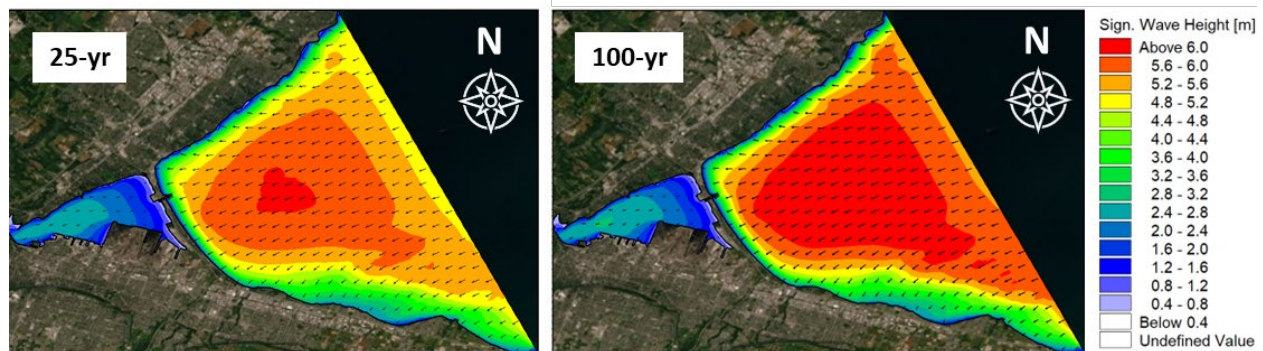 25-yr
N
100-yr
N
Sign. Wave Height [m]
Above 6.0
5.6 - 6.0
5.2 - 5.6
4.8 - 5.2
4.4 - 4.8
4.0 - 4.4
3.6 - 4.0
3.2 - 3.6
2.8 - 3.2
2.4 - 2.8
2.0 - 2.4
1.6 - 2.0
1.2 - 1.6
0.8 - 1.2
0.4 - 0.8
Below 0.4
Undefined Value